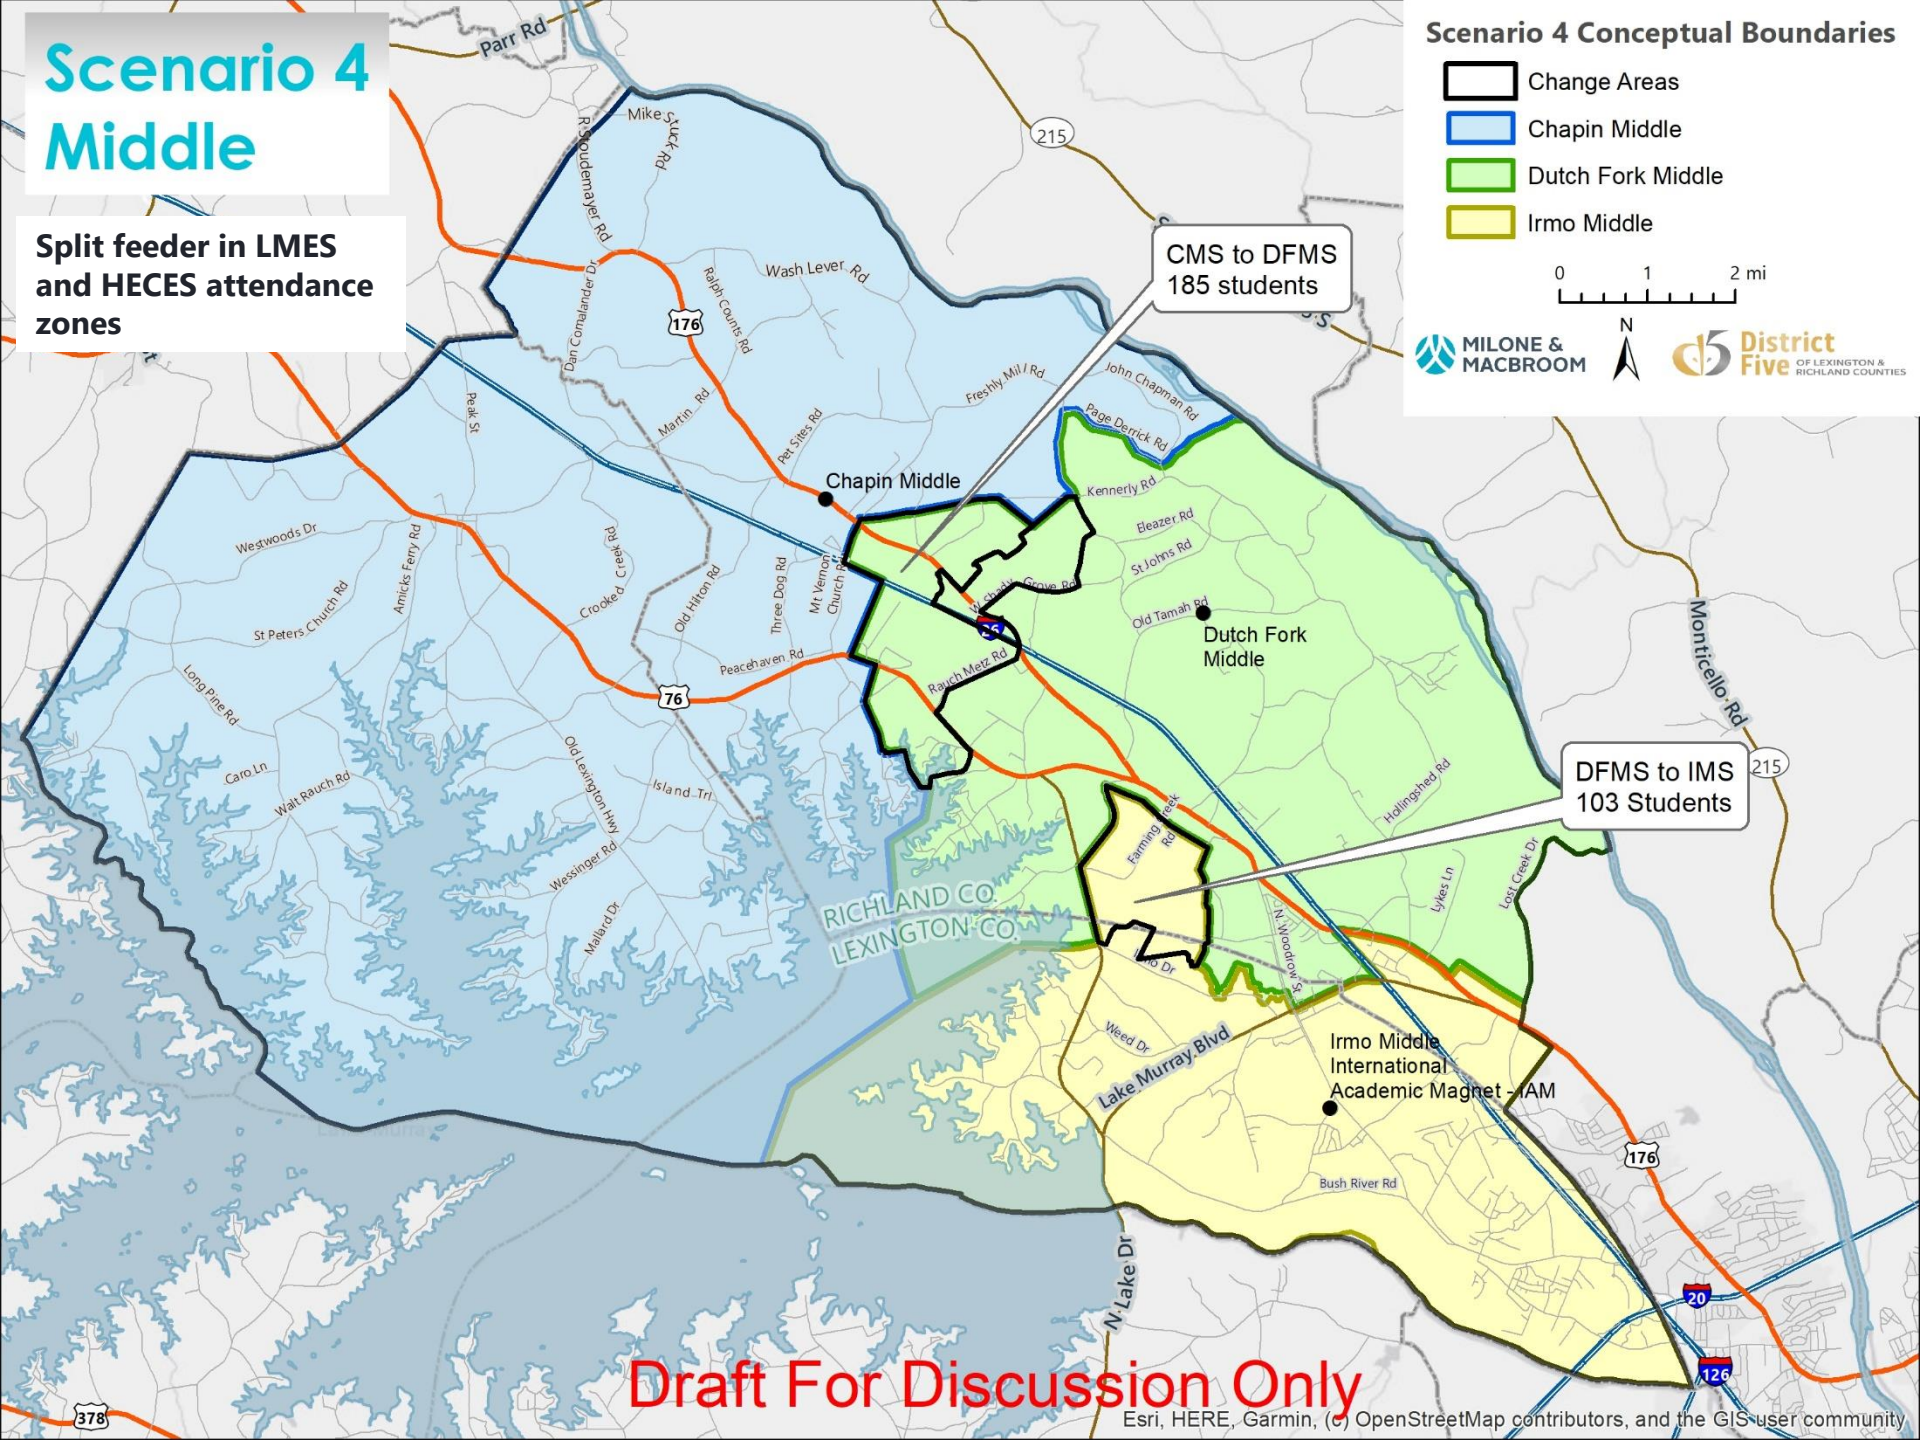 Scenario 4
Middle
Split feeder in LMES
and HECES attendance
zones
Scenario 4 Conceptual Boundaries
Change Areas
Chapin Middle
Dutch Fork Middle
Irmo Middle
0 1 2 mi
N
MILONE &
MACBROOM
d5 District
Five OF LEXINGTON &
RICHLAND COUNTIES
Parr Rd
215
Mike Stuck Rd
R Stoudemayer Rd
CMS to DFMS
185 students
Wash Lever Rd
Ralph Counts Rd
Dan Comalander Dr
176
Freshly Mill Rd
John Chapman Rd
Page Derrick Rd
Peak St
Martin Rd
Pet Sites Rd
Chapin Middle
Kennerly Rd
Eleazer Rd
St Johns Rd
Westwoods Dr
Amicks Ferry Rd
Crooked Creek Rd
Old Hilton Rd
Three Dog Rd
Mt Vernon
Church R
W Shady Grove Rd
St Peters Church Rd
Old Tamah Rd
Dutch Fork
Middle
26
Monticello Rd
Long Pine Rd
Peacehaven Rd
Rauch Metz Rd
76
215
DFMS to IMS
103 Students
Caro Ln
Wait Rauch Rd
Old Lexington Hwy
Island Trl
Hollingshed Rd
Farming Creek
Rd
Wessinger Rd
Lykes Ln
Lost Creek Dr
Mallard Dr
RICHLAND CO.
LEXINGTON CO.
N. Woodrow St
Weed Dr
Lake Murray Blvd
Irmo Middle
International
Academic Magnet - IAM
176
Bush River Rd
N Lake Dr
20
126
378
Draft For Discussion Only
Esri, HERE, Garmin, (c) OpenStreetMap contributors, and the GIS user community